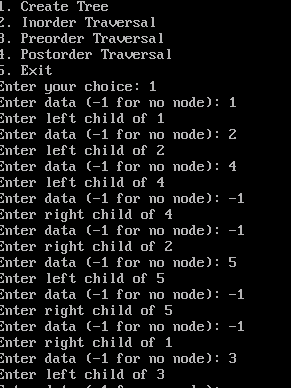 1. Create Tree
2. Inorder Traversal
3. Preorder Traversal
4. Postorder Traversal
5. Exit
Enter your choice: 1
Enter data (-1 for no node): 1
Enter left child of 1
Enter data (-1 for no node): 2
Enter left child of 2
Enter data (-1 for no node): 4
Enter left child of 4
Enter data (-1 for no node): -1
Enter right child of 4
Enter data (-1 for no node): -1
Enter right child of 2
Enter data (-1 for no node): 5
Enter left child of 5
Enter data (-1 for no node): -1
Enter right child of 5
Enter data (-1 for no node): -1
Enter right child of 1
Enter data (-1 for no node): 3
Enter left child of 3